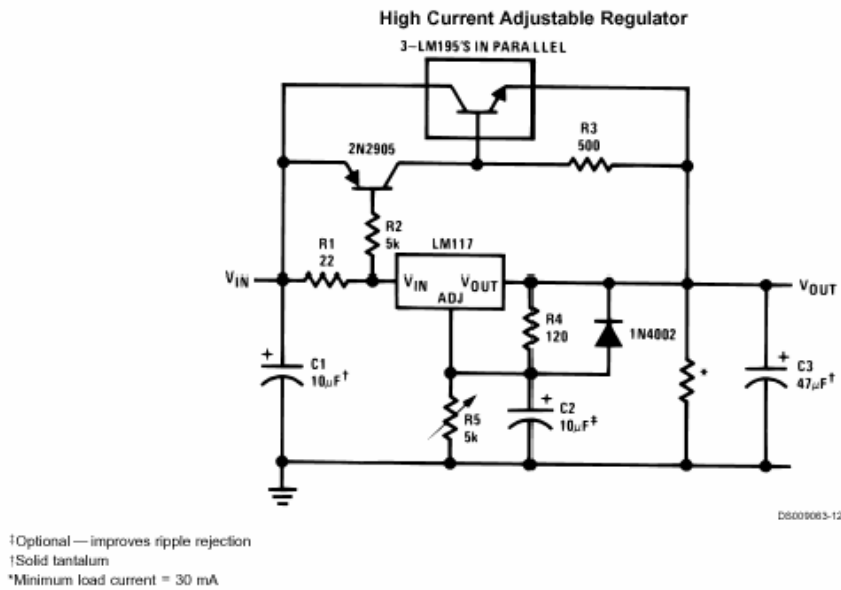 High Current Adjustable Regulator
3–LM195'S IN PARALLEL
R3
500
2N2905
R2
5k
LM117
R1
22
VIN
VIN
VOUT
ADJ
VOUT
R4
120
1N4002
+
C1
10μF†
R5
5k
+
C2
10μF‡
*
+
C3
47μF†
DS009063-12
‡Optional — improves ripple rejection
†Solid tantalum
*Minimum load current = 30 mA